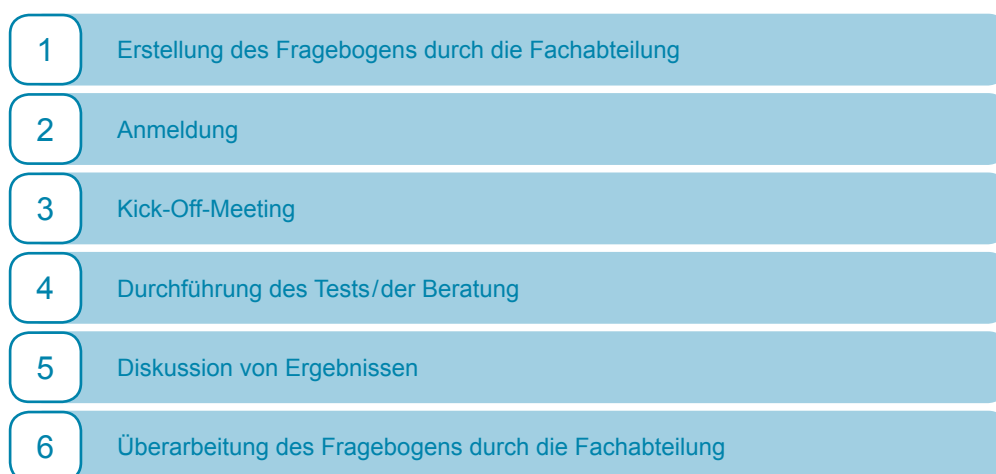 1 Erstellung des Fragebogens durch die Fachabteilung
2 Anmeldung
3 Kick-Off-Meeting
4 Durchführung des Tests/der Beratung
5 Diskussion von Ergebnissen
6 Überarbeitung des Fragebogens durch die Fachabteilung